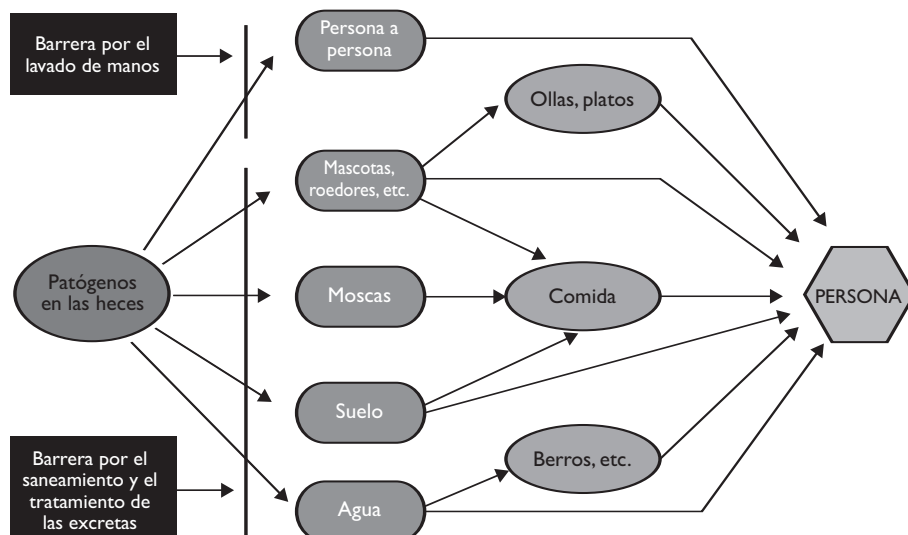 Barrera por el
lavado de manos
Persona a
persona
Ollas, platos
Mascotas,
roedores, etc.
Patógenos
en las heces
Moscas
Comida
PERSONA
Suelo
Barrera por el
saneamiento y el
tratamiento de
las excretas
Berros, etc.
Agua